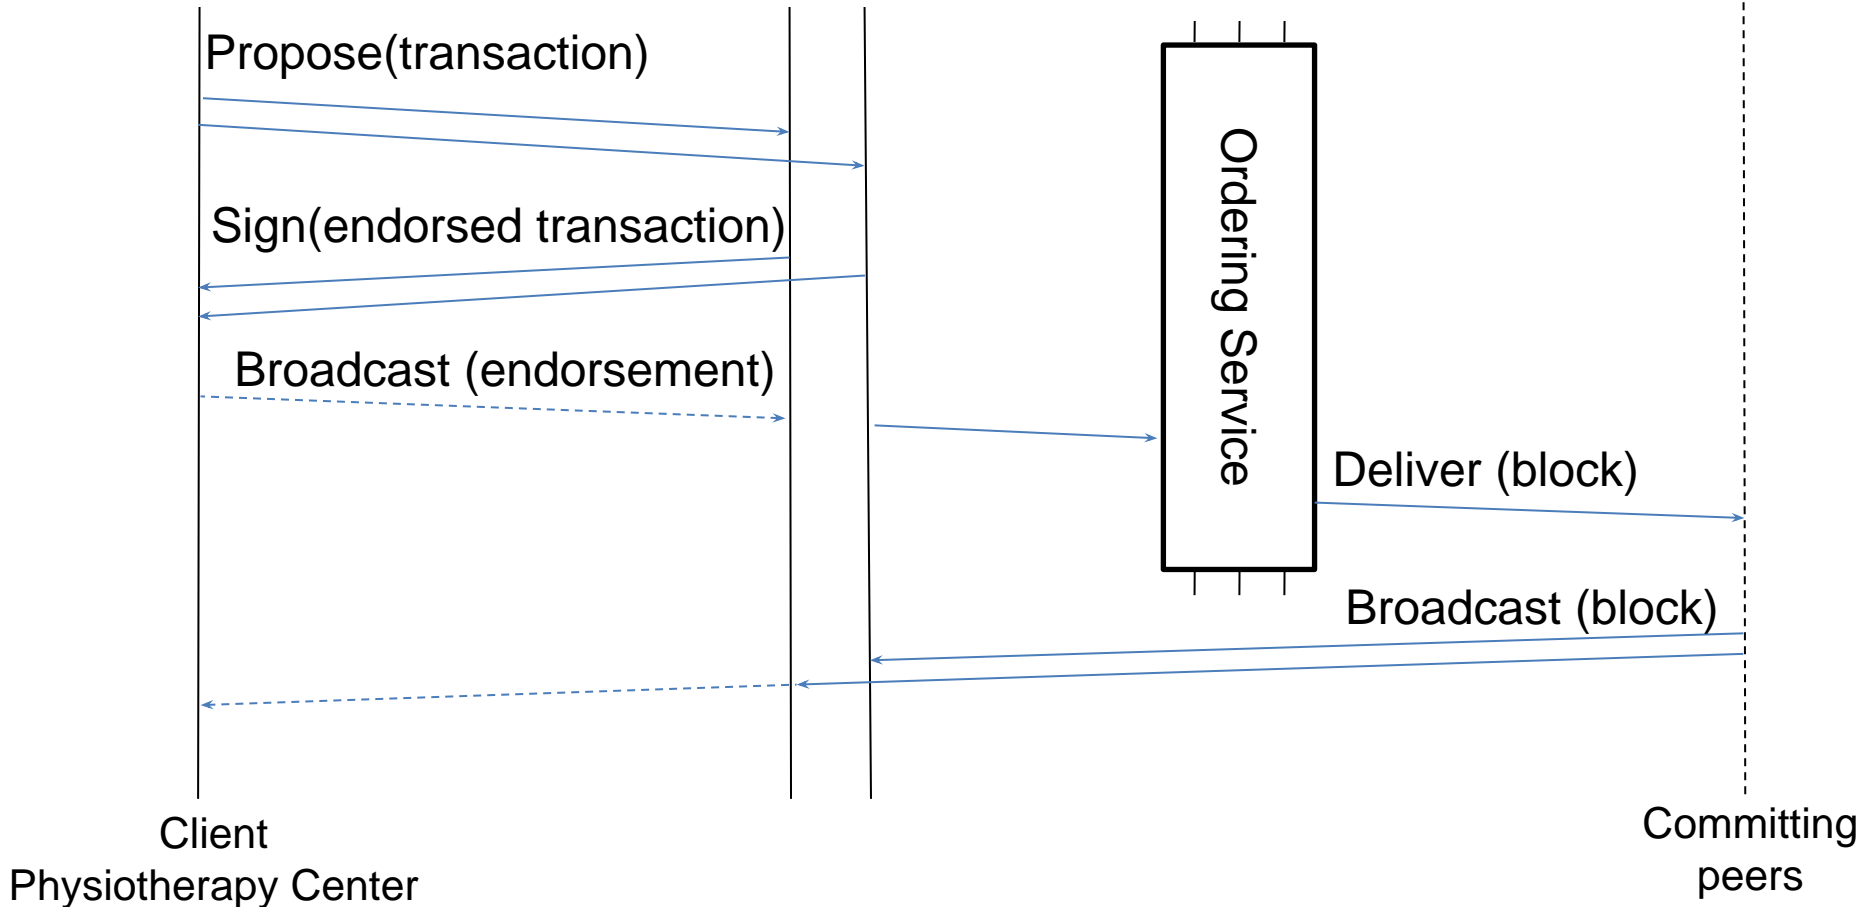 Propose(transaction)
Sign(endorsed transaction)
Broadcast (endorsement)
Ordering Service
Deliver (block)
Broadcast (block)
Client
Physiotherapy Center
Committing
peers